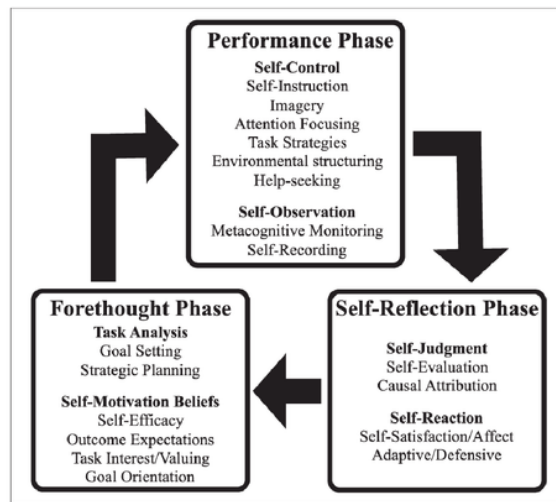 Performance Phase
Self-Control
Self-Instruction
Imagery
Attention Focusing
Task Strategies
Environmental structuring
Help-seeking
Self-Observation
Metacognitive Monitoring
Self-Recording
Forethought Phase
Task Analysis
Goal Setting
Strategic Planning
Self-Motivation Beliefs
Self-Efficacy
Outcome Expectations
Task Interest/Valuing
Goal Orientation
Self-Reflection Phase
Self-Judgment
Self-Evaluation
Causal Attribution
Self-Reaction
Self-Satisfaction/Affect
Adaptive/Defensive